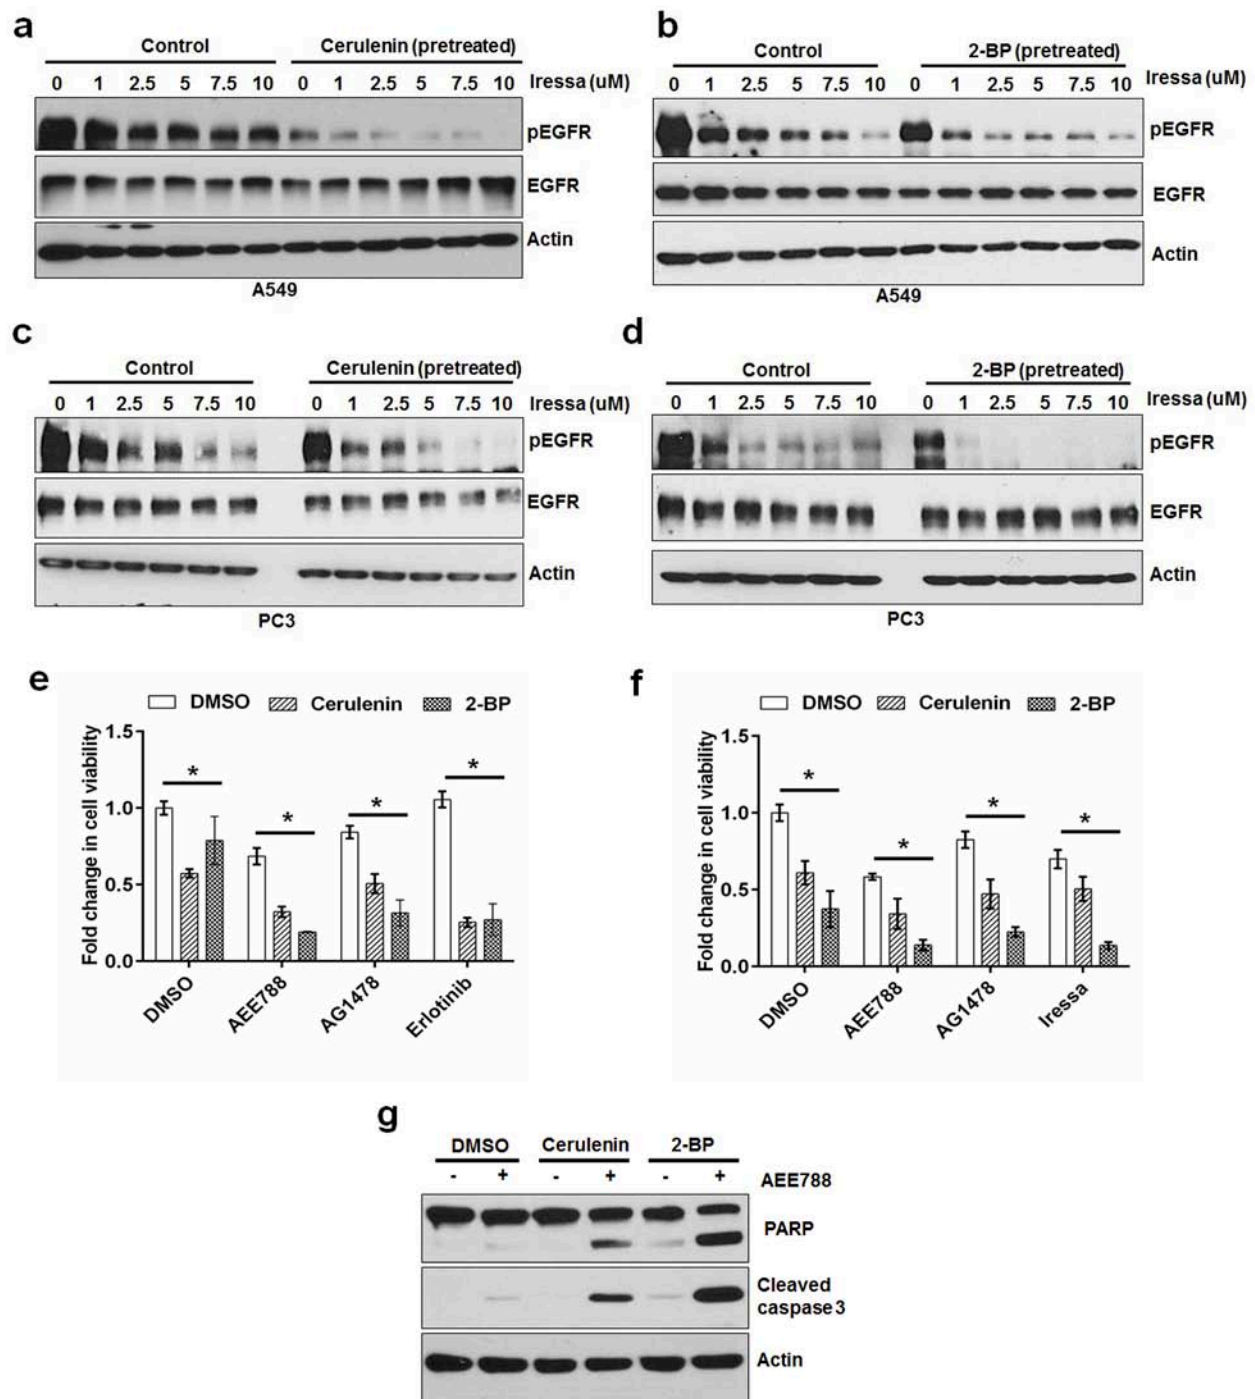 a
Control Cerulenin (pretreated)
0 1 2.5 5 7.5 10 0 1 2.5 5 7.5 10 Iressa (uM)
pEGFR
EGFR
Actin
A549
b
Control 2-BP (pretreated)
0 1 2.5 5 7.5 10 0 1 2.5 5 7.5 10 Iressa (uM)
pEGFR
EGFR
Actin
A549
c
Control Cerulenin (pretreated)
0 1 2.5 5 7.5 10 0 1 2.5 5 7.5 10 Iressa (uM)
pEGFR
EGFR
Actin
PC3
d
Control 2-BP (pretreated)
0 1 2.5 5 7.5 10 0 1 2.5 5 7.5 10 Iressa (uM)
pEGFR
EGFR
Actin
PC3
e
DMSO Cerulenin 2-BP
Fold change in cell viability
1.5
1.0
0.5
0.0
* * * *
DMSO AEE788 AG1478 Erlotinib
f
DMSO Cerulenin 2-BP
Fold change in cell viability
1.5
1.0
0.5
0.0
* * * *
DMSO AEE788 AG1478 Iressa
g
DMSO Cerulenin 2-BP
- + - + - + AEE788
PARP
Cleaved
caspase3
Actin